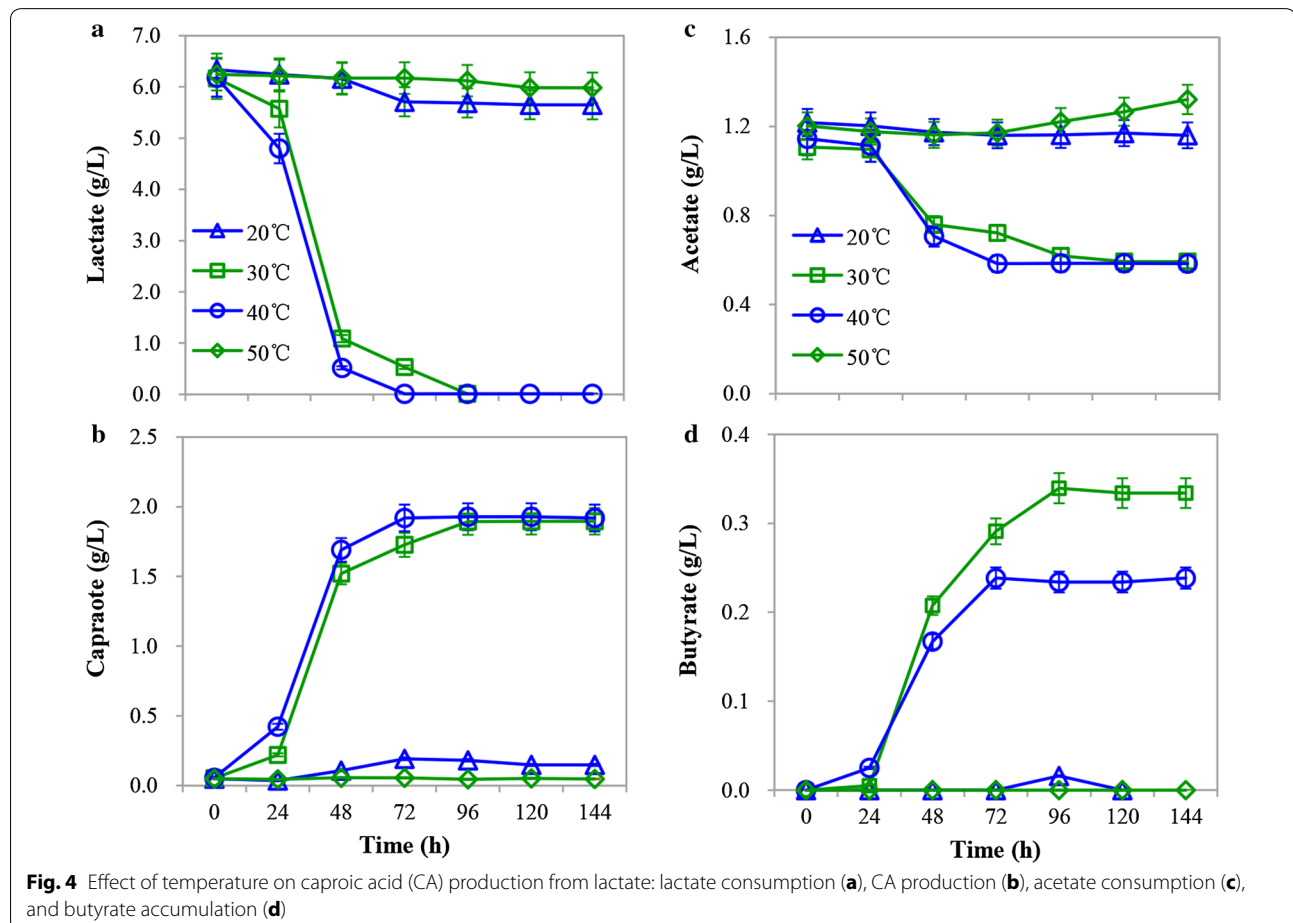 a
7.0
6.0
5.0
4.0
3.0
2.0
1.0
0.0
Lactate (g/L)
20℃
30℃
40℃
50℃
c
1.6
1.2
0.8
0.4
0.0
Acetate (g/L)
20℃
30℃
40℃
50℃
b
2.5
2.0
1.5
1.0
0.5
0.0
Capraote (g/L)
0 24 48 72 96 120 144
Time (h)
d
0.4
0.3
0.2
0.1
0.0
Butyrate (g/L)
0 24 48 72 96 120 144
Time (h)
Fig. 4 Effect of temperature on caproic acid (CA) production from lactate: lactate consumption (a), CA production (b), acetate consumption (c),
and butyrate accumulation (d)